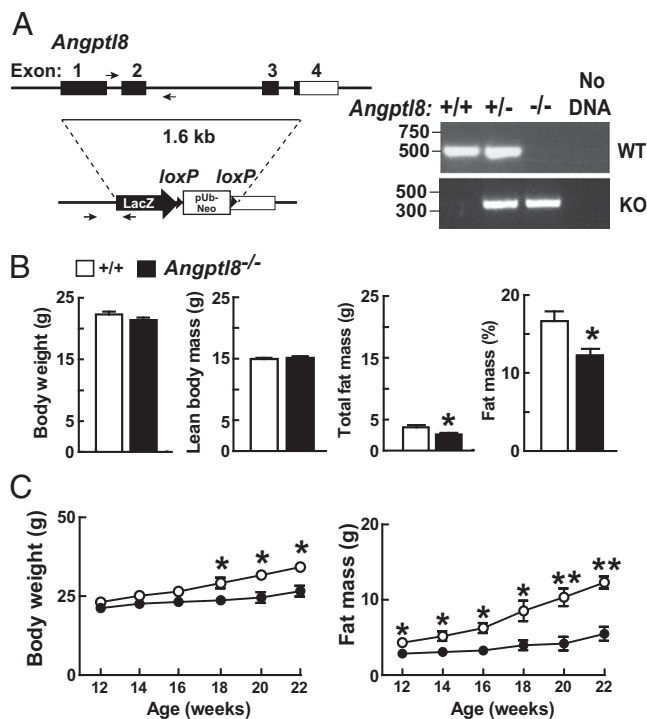 A
Angptl8
Exon: 1 2 3 4
1.6 kb
loxP loxP
LacZ
pUb-
Neo
No
Angptl8: +/+ +/- -/- DNA
750
500
WT
500
300
KO
B
+/+ Angptl8-/-
Body weight (g)
25
15
5
0
Lean body mass (g)
25
15
5
0
Total fat mass (g)
25
15
5
0
*
Fat mass (%)
20
10
0
*
C
Body weight (g)
50
25
0
* * *
12 14 16 18 20 22
Age (weeks)
Fat mass (g)
20
10
0
* * * * ** **
12 14 16 18 20 22
Age (weeks)